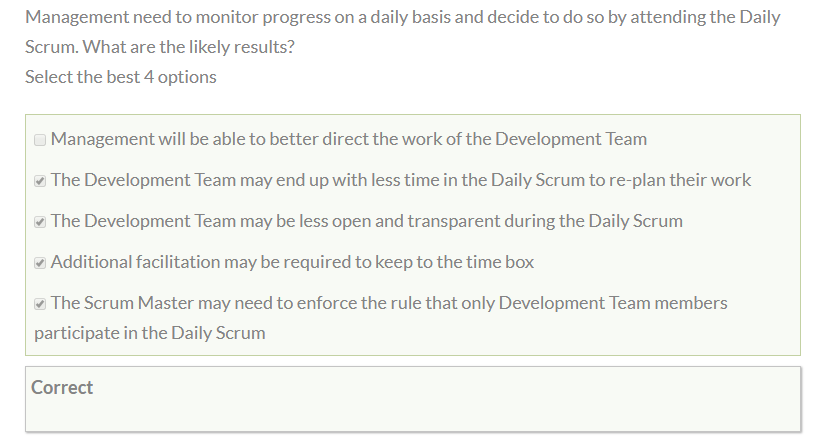 Management need to monitor progress on a daily basis and decide to do so by attending the Daily
Scrum. What are the likely results?
Select the best 4 options
Management will be able to better direct the work of the Development Team
The Development Team may end up with less time in the Daily Scrum to re-plan their work
The Development Team may be less open and transparent during the Daily Scrum
Additional facilitation may be required to keep to the time box
The Scrum Master may need to enforce the rule that only Development Team members
participate in the Daily Scrum
Correct